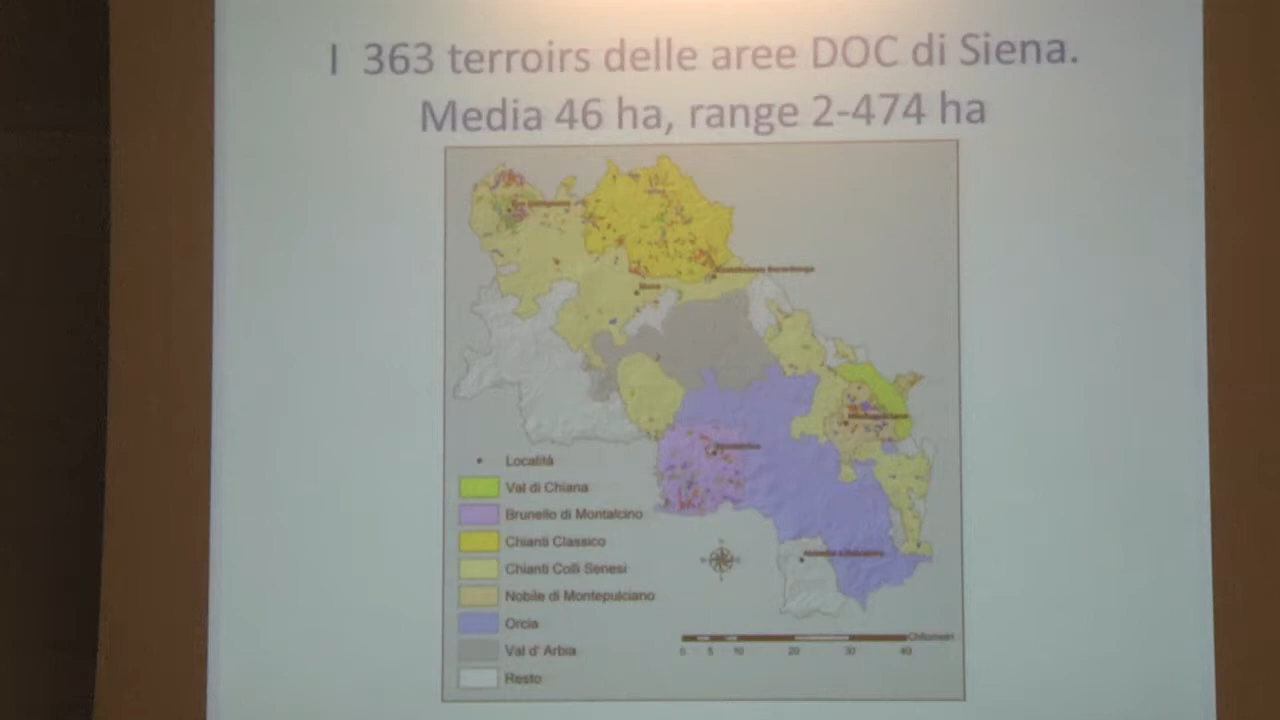 I 363 terroirs delle aree DOC di Siena.
Media 46 ha, range 2-474 ha
Siena
Località
Val di Chiana
Brunello di Montalcino
Chianti Classico
Chianti Colli Senesi
Nobile di Montepulciano
Orcia
Val d' Arbia
Resto
Chilometri
0 5 10 20 30 40